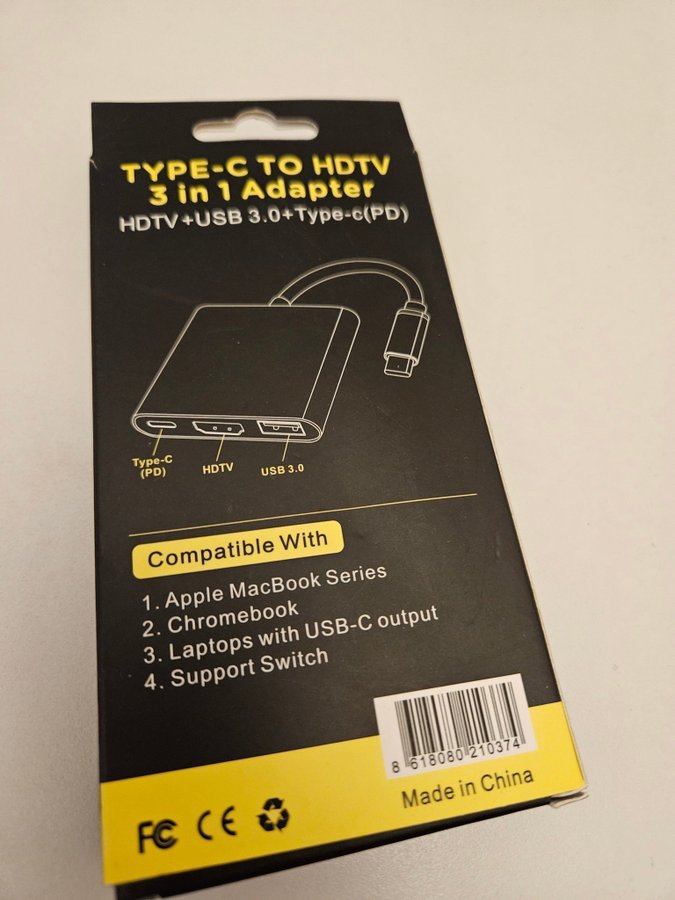 TYPE-C TO HDTV
3 in 1 Adapter
HDTV+USB 3.0+Type-c(PD)
Type-C
(PD)
HDTV
USB 3.0
Compatible With
1. Apple MacBook Series
2. Chromebook
3. Laptops with USB-C output
4. Support Switch
8 618080 210374
Made in China
FC CE